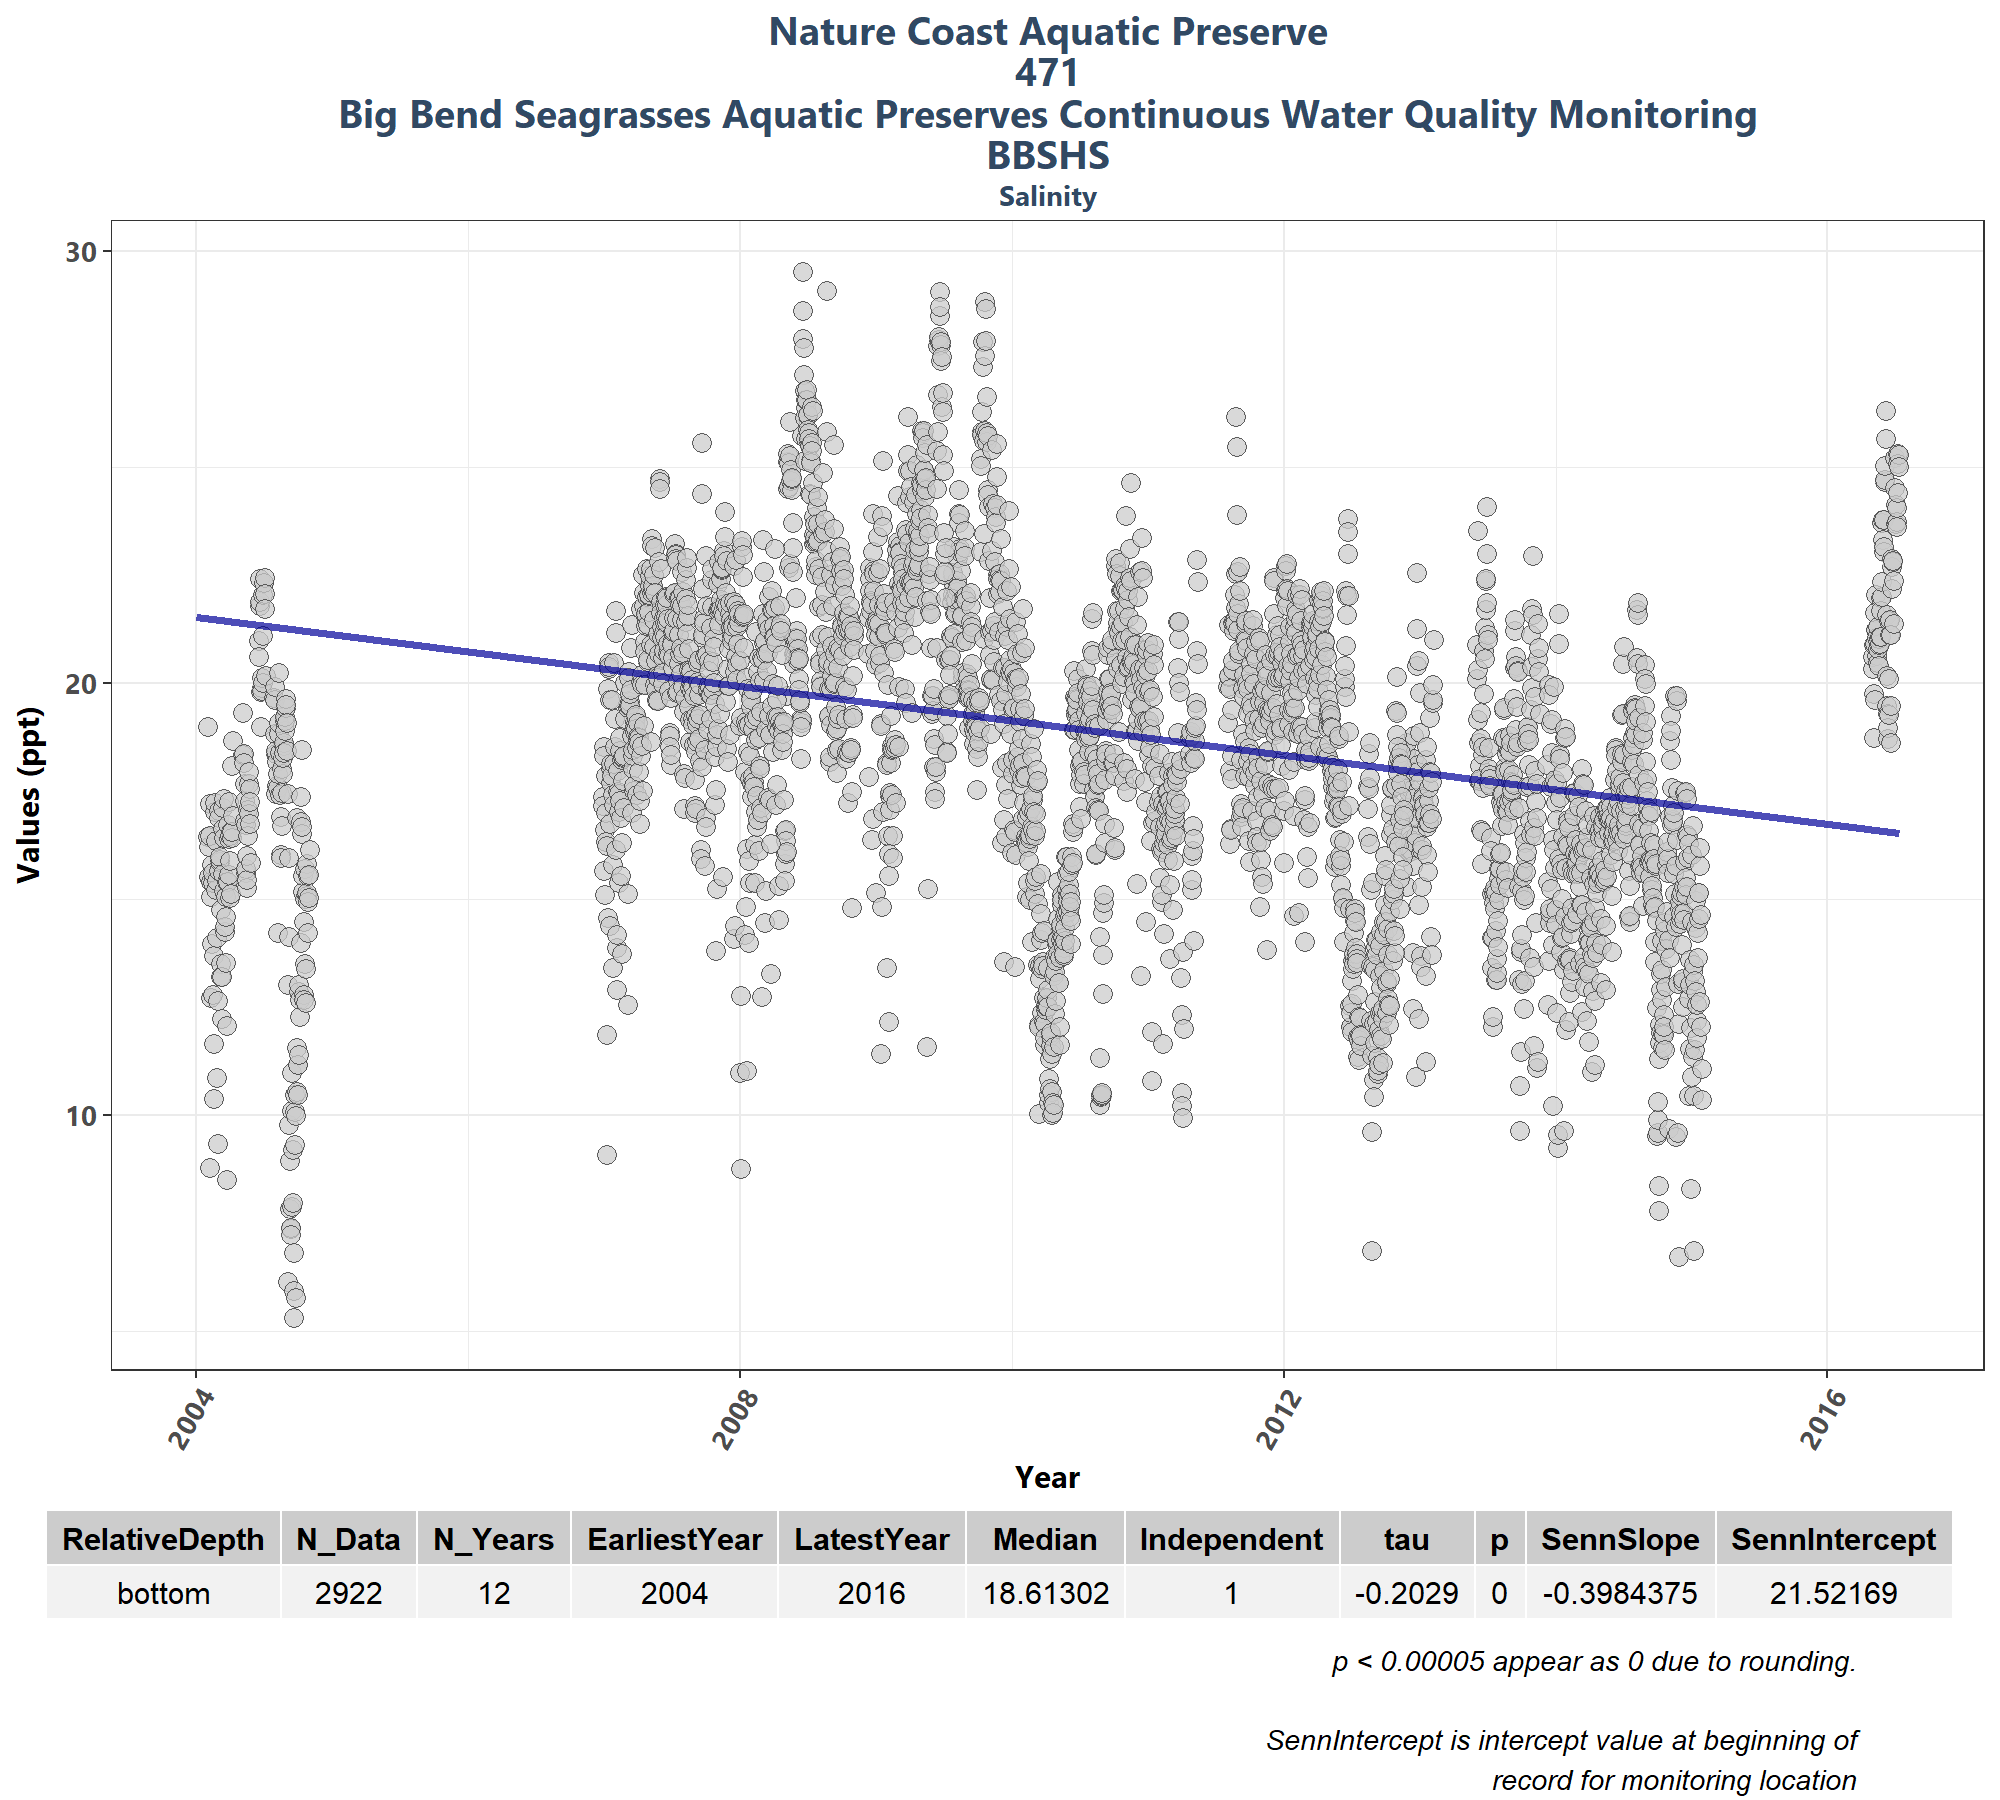 Nature Coast Aquatic Preserve
471
Big Bend Seagrasses Aquatic Preserves Continuous Water Quality Monitoring
BBSHS
Salinity
30
20
10
Values (ppt)
2004 2008 2012 2016
Year
RelativeDepth N_Data N_Years EarliestYear LatestYear Median Independent tau p SennSlope SennIntercept
bottom 2922 12 2004 2016 18.61302 1 -0.2029 0 -0.3984375 21.52169
p < 0.00005 appear as 0 due to rounding.
SennIntercept is intercept value at beginning of
record for monitoring location